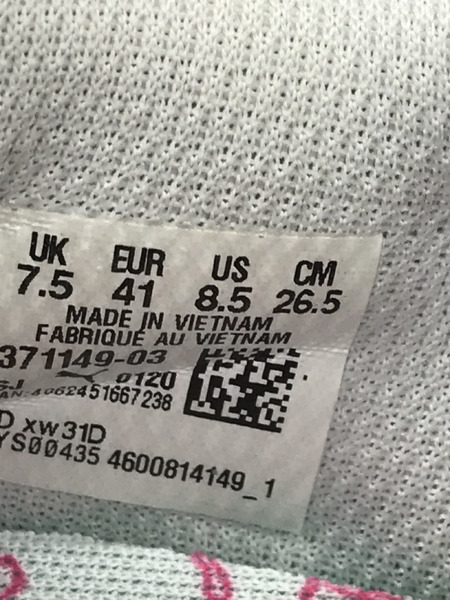 UK EUR US CM
7.5 41 8.5 26.5
MADE IN VIETNAM
FABRIQUE AU VIETNAM
371149-03
0120
4062451667238
D XW31D
YS00435 4600814149_1